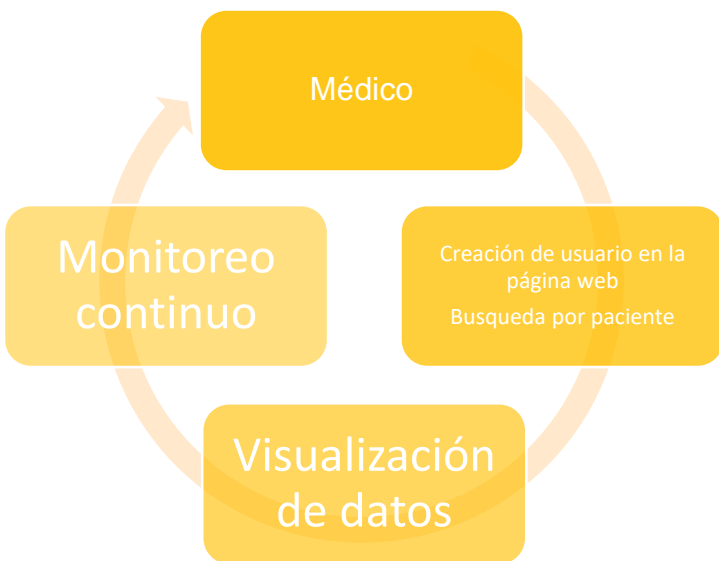 Médico
Creación de usuario en la
página web
Busqueda por paciente
Visualización
de datos
Monitoreo
continuo